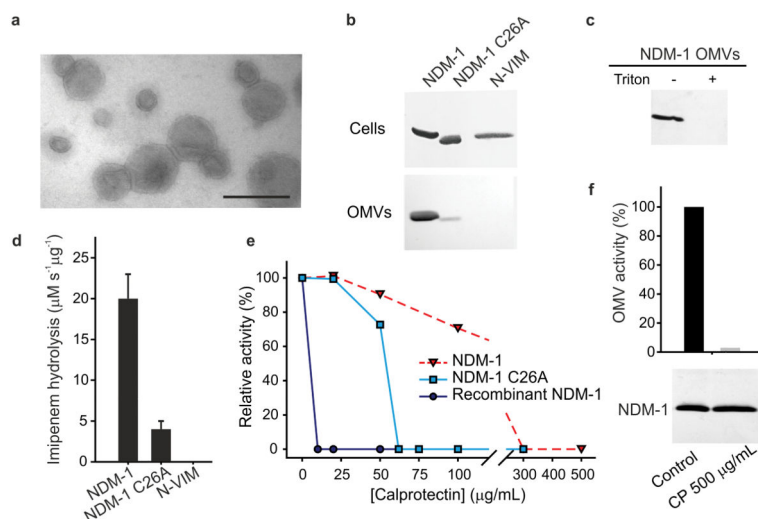 a
b
NDM-1
NDM-1 C26A
N-VIM
Cells
OMVs
c
NDM-1 OMVs
Triton - +
d
Imipenem hydrolysis (μM s⁻¹μg⁻¹)
20
15
10
5
0
NDM-1
NDM-1 C26A
N-VIM
e
Relative activity (%)
100
80
60
40
20
0
NDM-1
NDM-1 C26A
Recombinant NDM-1
0 25 50 75 100 300 400 500
[Calprotectin] (μg/mL)
f
OMV activity (%)
100
80
60
40
20
0
NDM-1
Control
CP 500 μg/mL